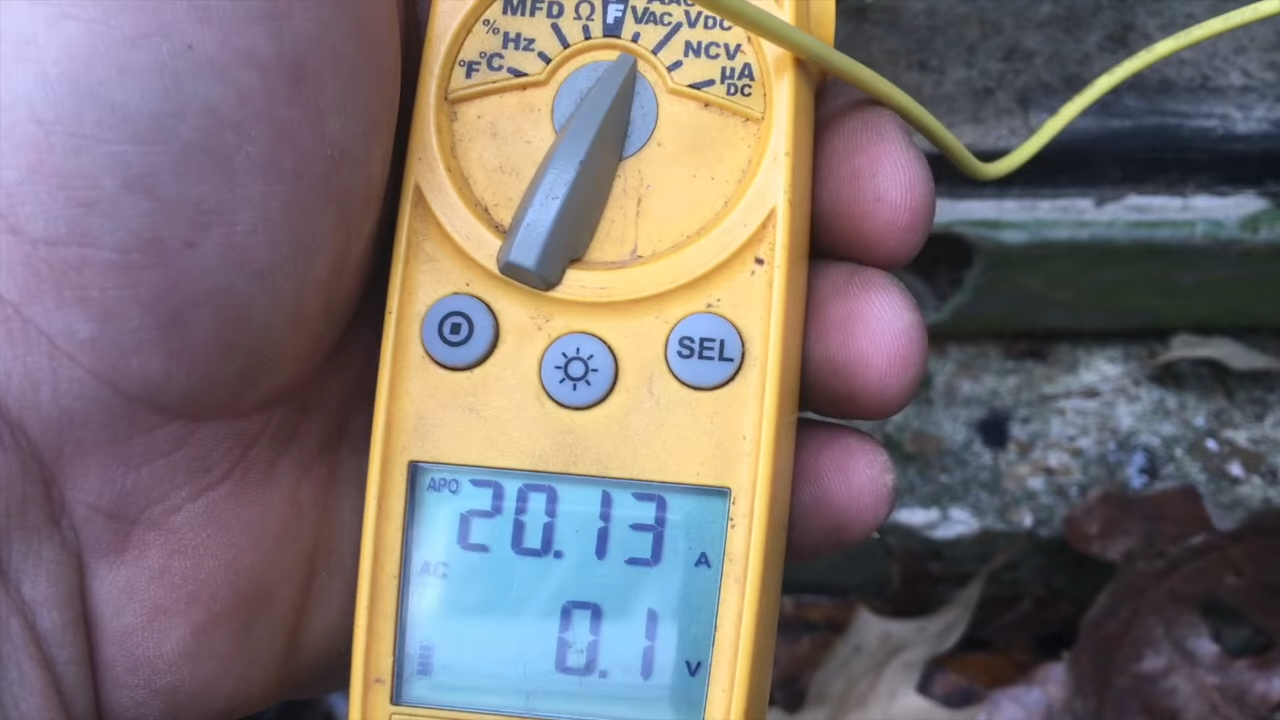 MFD Ω F VAC VDC
% Hz NCV
°F°C µA
DC
SEL
APO 20.13 A
AC
0.1 V